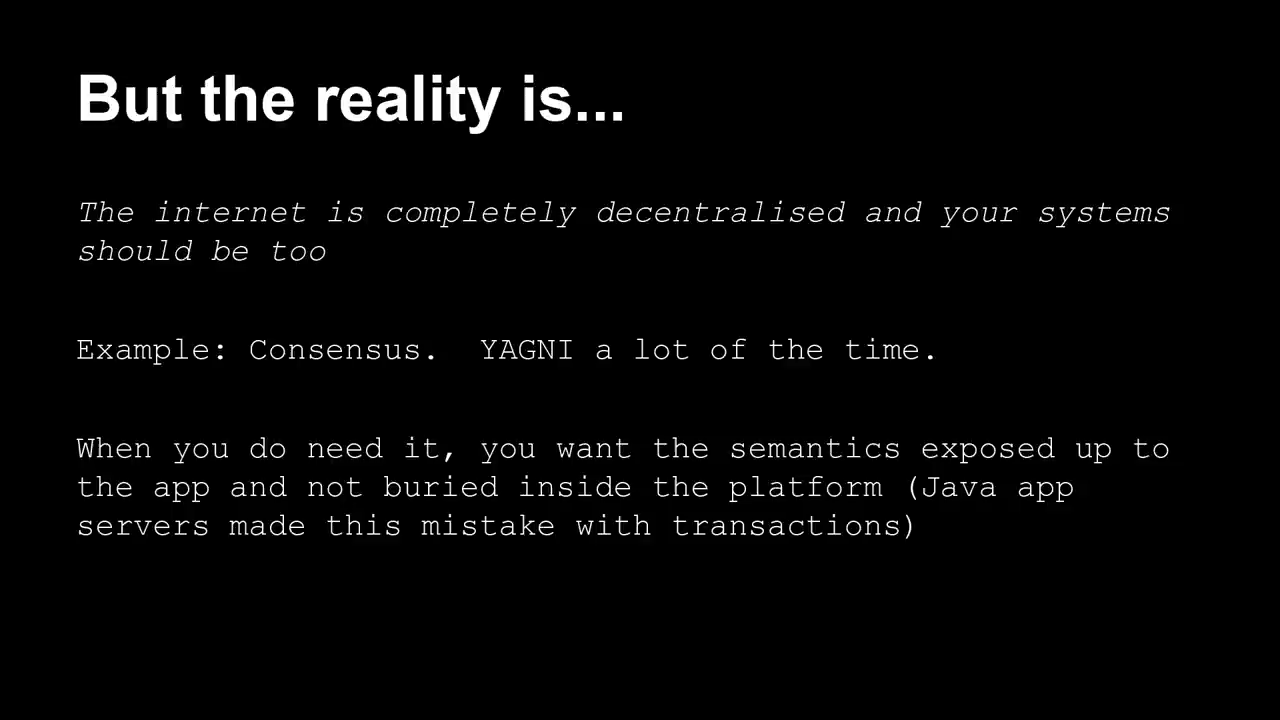 But the reality is...
The internet is completely decentralised and your systems
should be too
Example: Consensus.  YAGNI a lot of the time.
When you do need it, you want the semantics exposed up to
the app and not buried inside the platform (Java app
servers made this mistake with transactions)